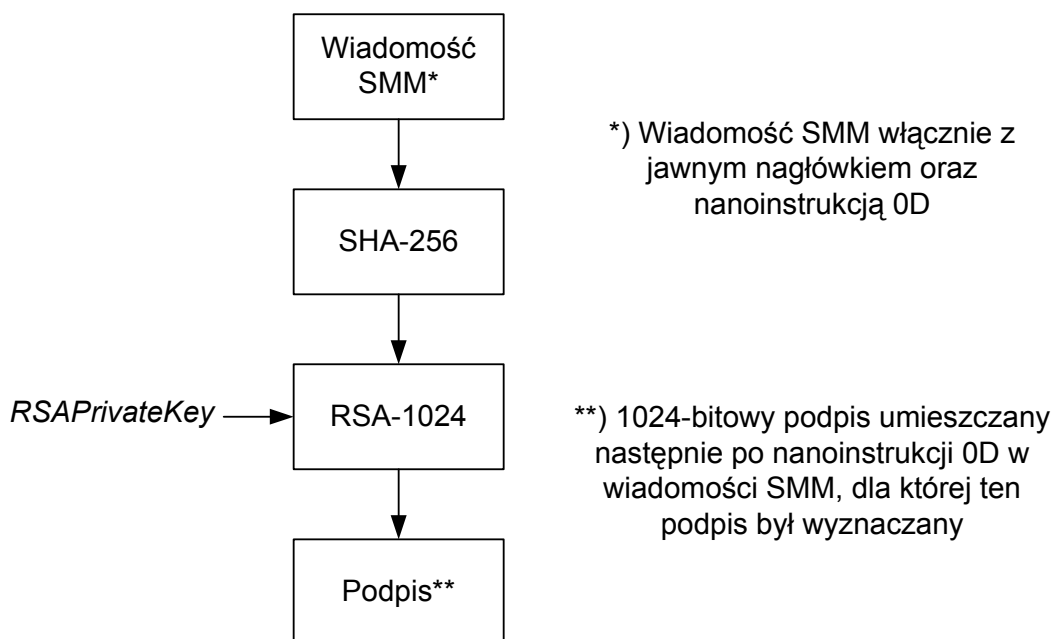 Wiadomość
SMM*
*) Wiadomość SMM włącznie z
jawnym nagłówkiem oraz
nanoinstrukcją 0D
SHA-256
RSAPrivateKey
RSA-1024
**) 1024-bitowy podpis umieszczany
następnie po nanoinstrukcji 0D w
wiadomości SMM, dla której ten
podpis był wyznaczany
Podpis**